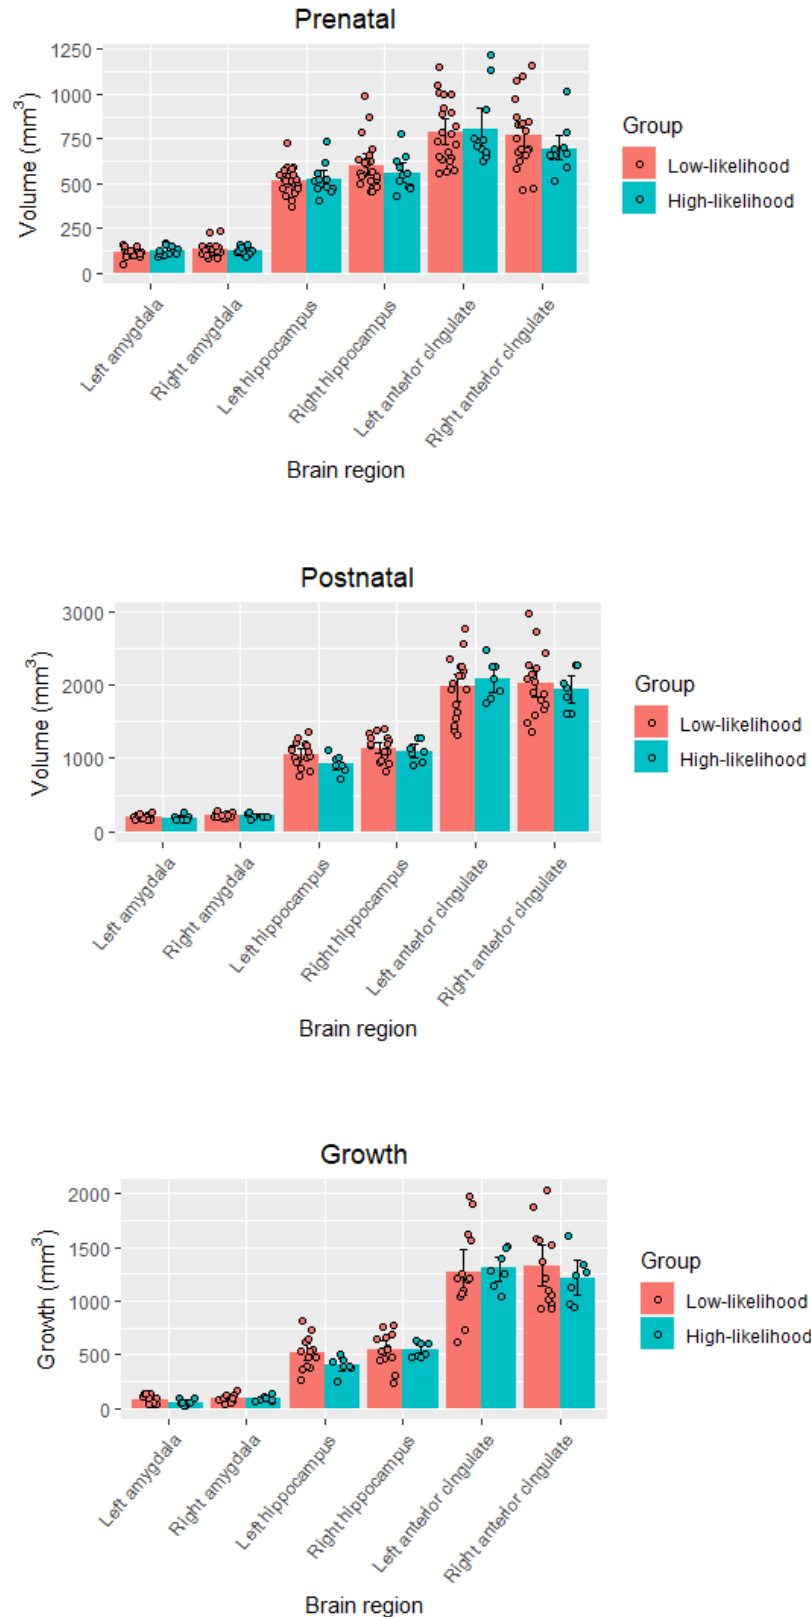 Prenatal
1250
1000
750
500
250
0
Volume (mm³)
Left amygdala
Right amygdala
Left hippocampus
Right hippocampus
Left anterior cingulate
Right anterior cingulate
Brain region
Group
Low-likelihood
High-likelihood
Postnatal
3000
2000
1000
0
Volume (mm³)
Left amygdala
Right amygdala
Left hippocampus
Right hippocampus
Left anterior cingulate
Right anterior cingulate
Brain region
Group
Low-likelihood
High-likelihood
Growth
2000
1500
1000
500
0
Growth (mm³)
Left amygdala
Right amygdala
Left hippocampus
Right hippocampus
Left anterior cingulate
Right anterior cingulate
Brain region
Group
Low-likelihood
High-likelihood